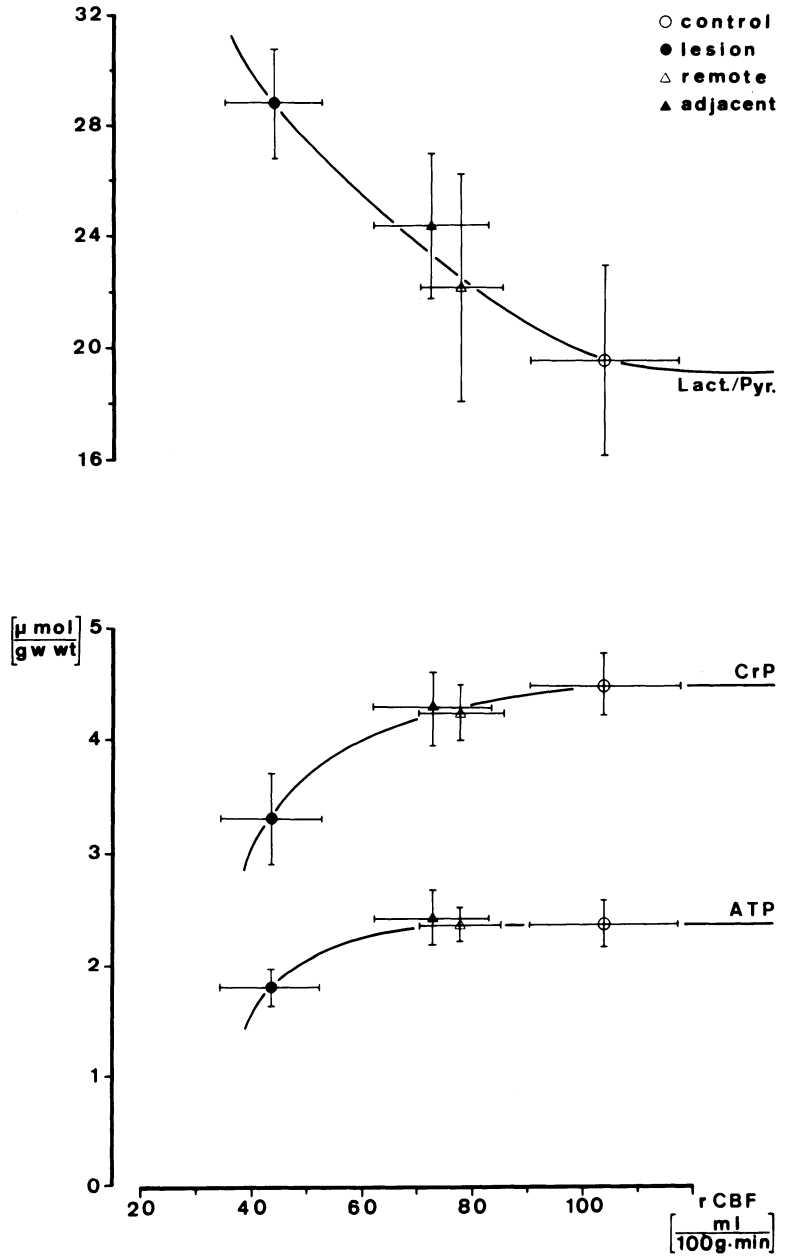 32
28
24
20
16
○ control
● lesion
△ remote
▲ adjacent
Lact./Pyr.
[µ mol / g w wt]
5
4
3
2
1
0
CrP
ATP
20 40 60 80 100
r CBF
[ml / 100g·min]